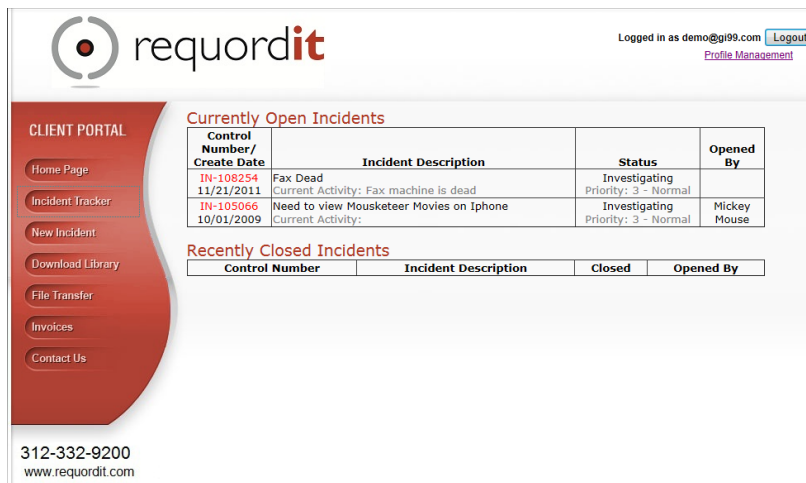 requordit
Logged in as demo@gi99.com Logout
Profile Management
CLIENT PORTAL
Home Page
Incident Tracker
New Incident
Download Library
File Transfer
Invoices
Contact Us
312-332-9200
www.requordit.com
Currently Open Incidents
Control Number/ Create Date Incident Description Status Opened By
IN-108254 Fax Dead Investigating
11/21/2011 Current Activity: Fax machine is dead Priority: 3 - Normal
IN-105066 Need to view Mousketeer Movies on Iphone Investigating Mickey
10/01/2009 Current Activity: Priority: 3 - Normal Mouse
Recently Closed Incidents
Control Number Incident Description Closed Opened By